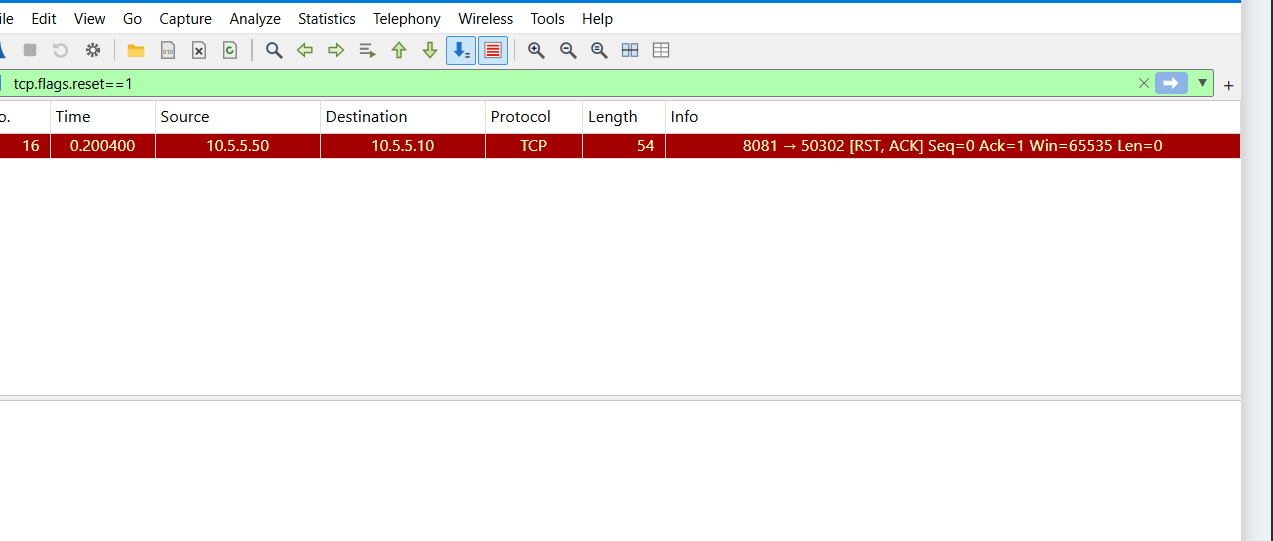 ile Edit View Go Capture Analyze Statistics Telephony Wireless Tools Help
tcp.flags.reset==1 +
o. Time Source Destination Protocol Length Info
16 0.200400 10.5.5.50 10.5.5.10 TCP 54 8081 → 50302 [RST, ACK] Seq=0 Ack=1 Win=65535 Len=0